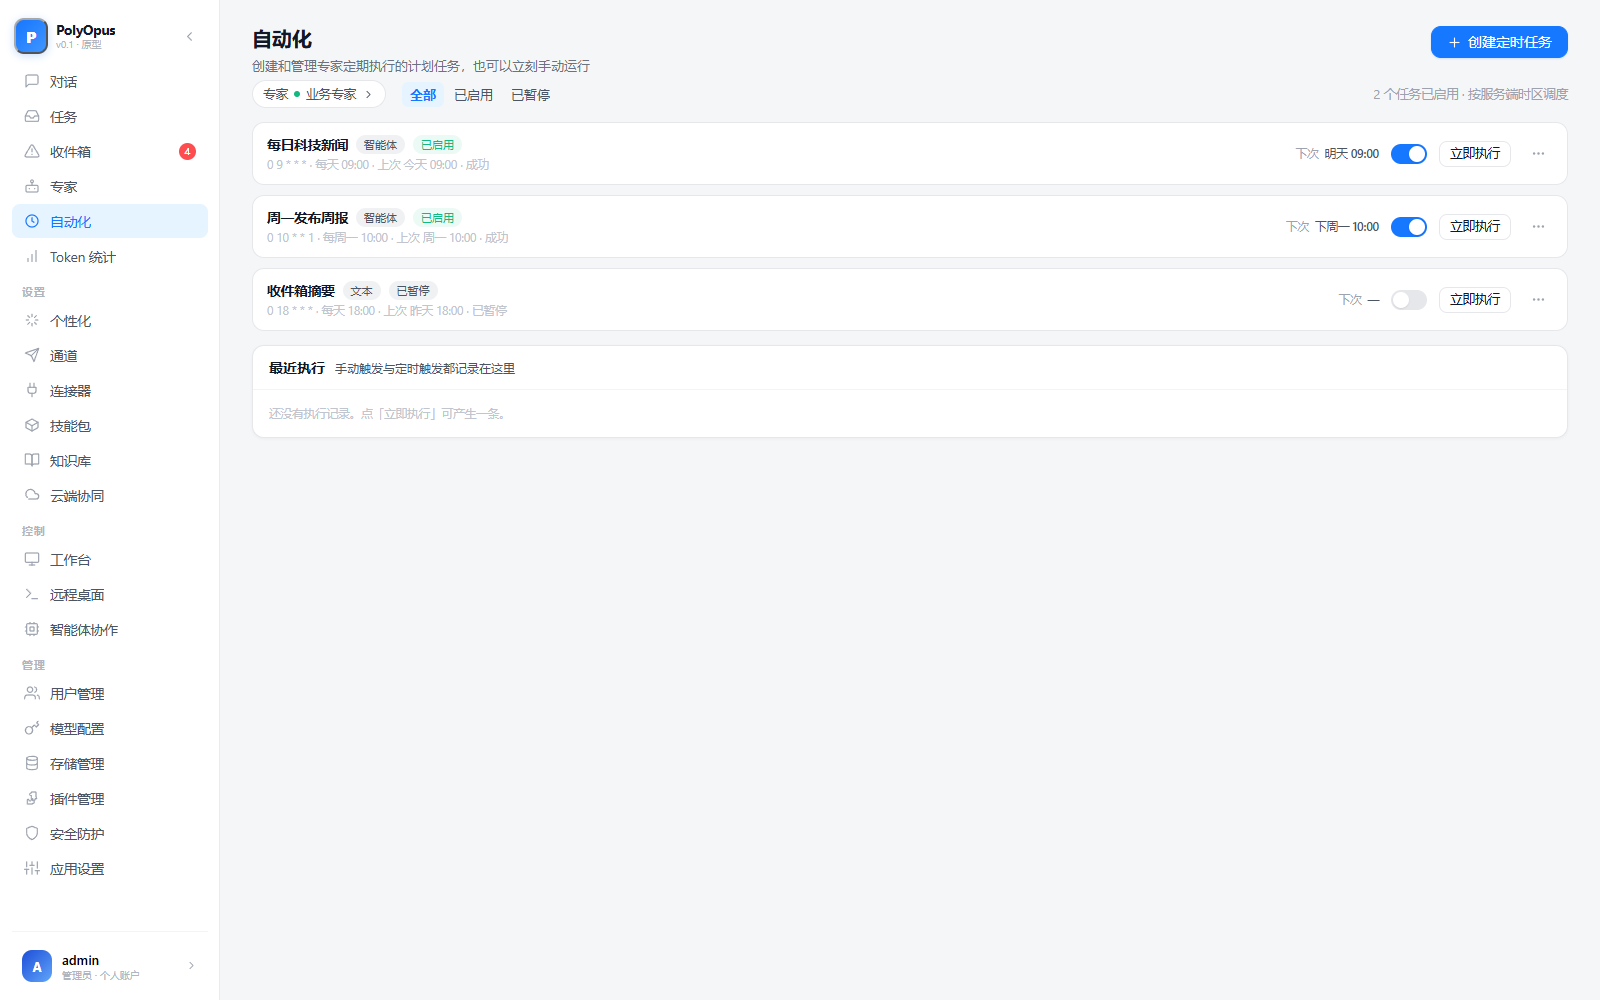 P PolyOpus
v0.1 · 原型
对话
任务
收件箱 4
专家
自动化
Token 统计
设置
个性化
通道
连接器
技能包
知识库
云端协同
控制
工作台
远程桌面
智能体协作
管理
用户管理
模型配置
存储管理
插件管理
安全防护
应用设置
A admin
管理员 · 个人账户
自动化
创建和管理专家定期执行的计划任务，也可以立刻手动运行
创建定时任务
专家 业务专家 全部 已启用 已暂停
2 个任务已启用 · 按服务端时区调度
每日科技新闻 智能体 已启用
0 9 * * * · 每天 09:00 · 上次 今天 09:00 · 成功
下次 明天 09:00 立即执行
周一发布周报 智能体 已启用
0 10 * * 1 · 每周一 10:00 · 上次 周一 10:00 · 成功
下次 下周一 10:00 立即执行
收件箱摘要 文本 已暂停
0 18 * * * · 每天 18:00 · 上次 昨天 18:00 · 已暂停
下次 — 立即执行
最近执行 手动触发与定时触发都记录在这里
还没有执行记录。点「立即执行」可产生一条。